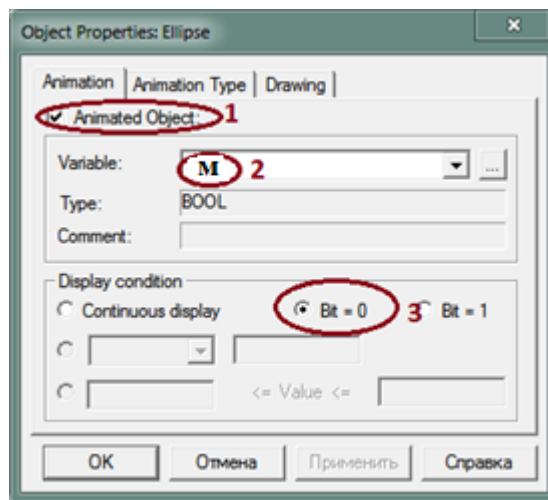 Object Properties: Ellipse
Animation Animation Type Drawing
Animated Object: 1
Variable: M 2 ...
Type: BOOL
Comment:
Display condition
Continuous display Bit = 0 3 Bit = 1
<= Value <=
OK Отмена Применить Справка